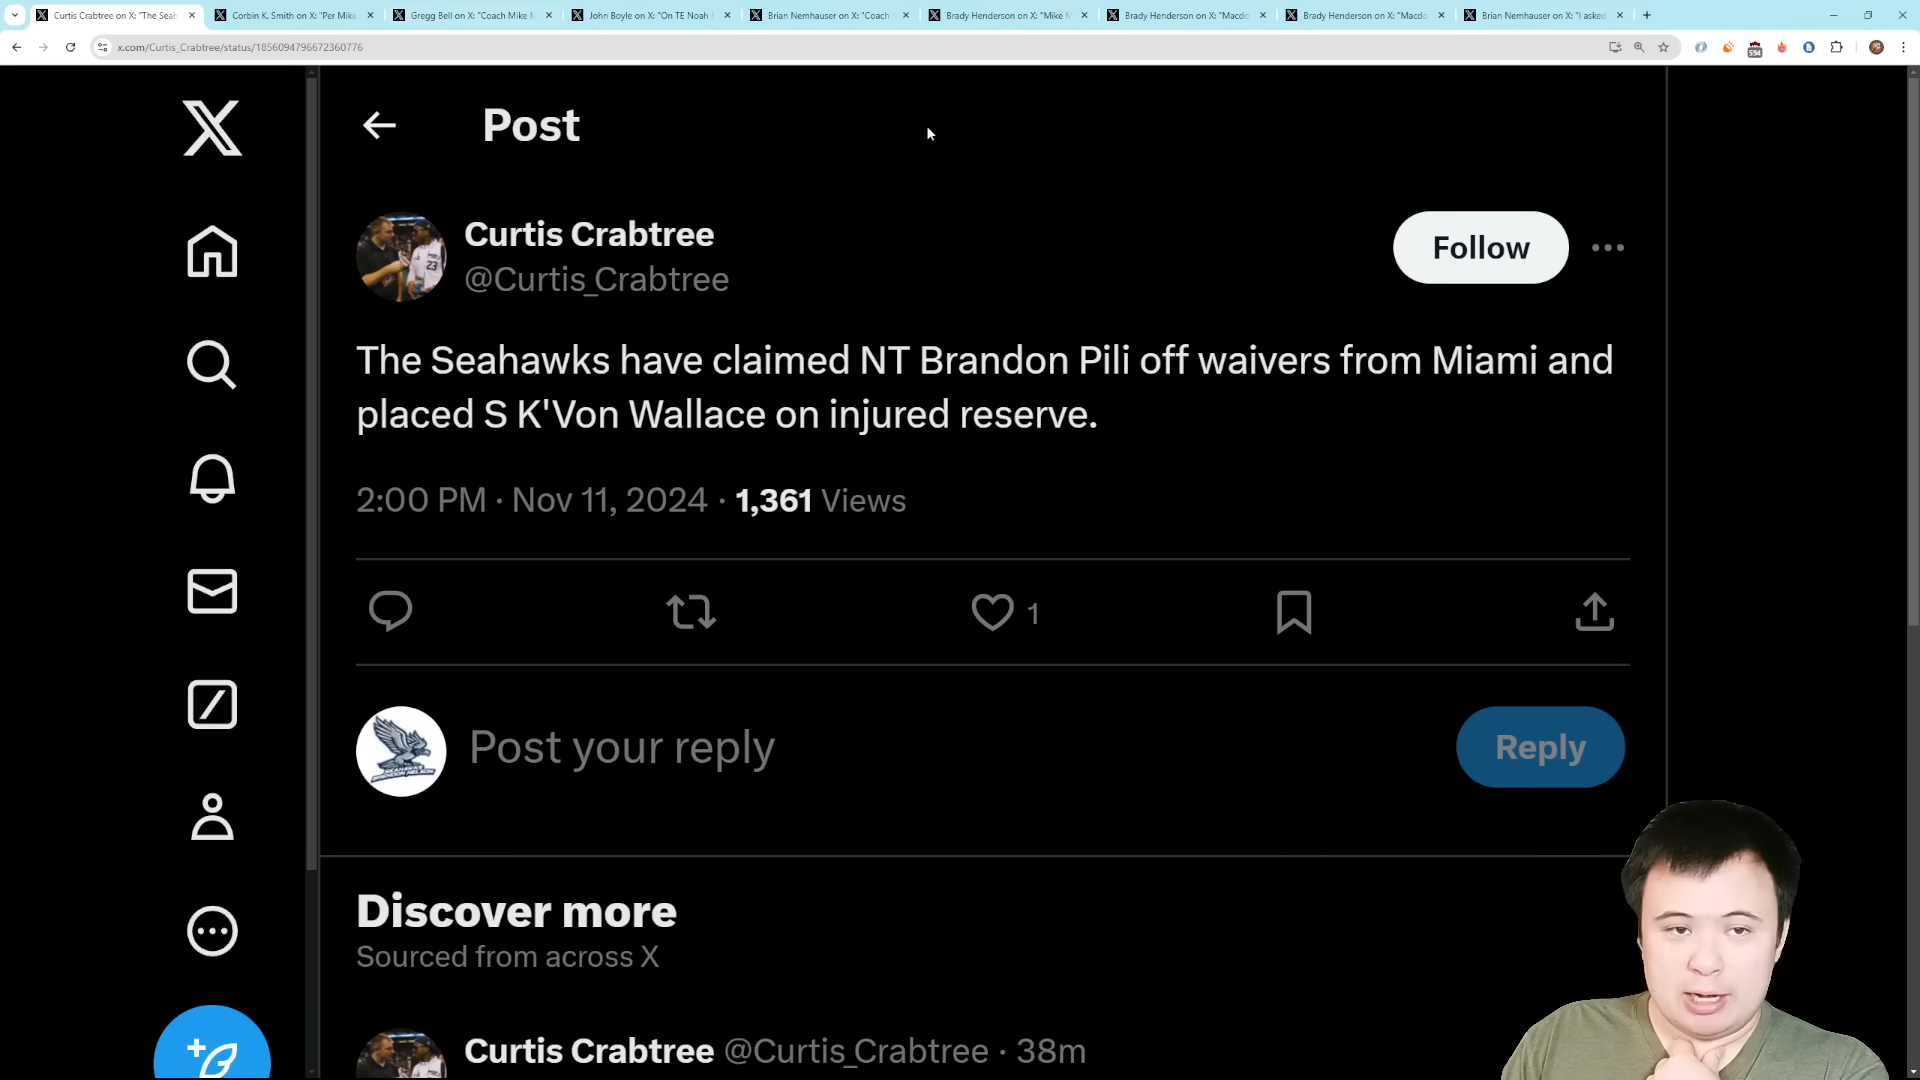 Curtis Crabtree on X: "The Seah
Corbin K. Smith on X: "Per Mike
Gregg Bell on X: "Coach Mike M
John Boyle on X: "On TE Noah F
Brian Nemhauser on X: "Coach
Brady Henderson on X: "Mike M
Brady Henderson on X: "Macdo
Brady Henderson on X: "Macdo
Brian Nemhauser on X: "I asked
x.com/Curtis_Crabtree/status/1856094796672360776
594
Post
Curtis Crabtree
@Curtis_Crabtree
Follow
23
The Seahawks have claimed NT Brandon Pili off waivers from Miami and
placed S K'Von Wallace on injured reserve.
2:00 PM · Nov 11, 2024 · 1,361 Views
1
Post your reply
Reply
Discover more
Sourced from across X
Curtis Crabtree @Curtis_Crabtree · 38m